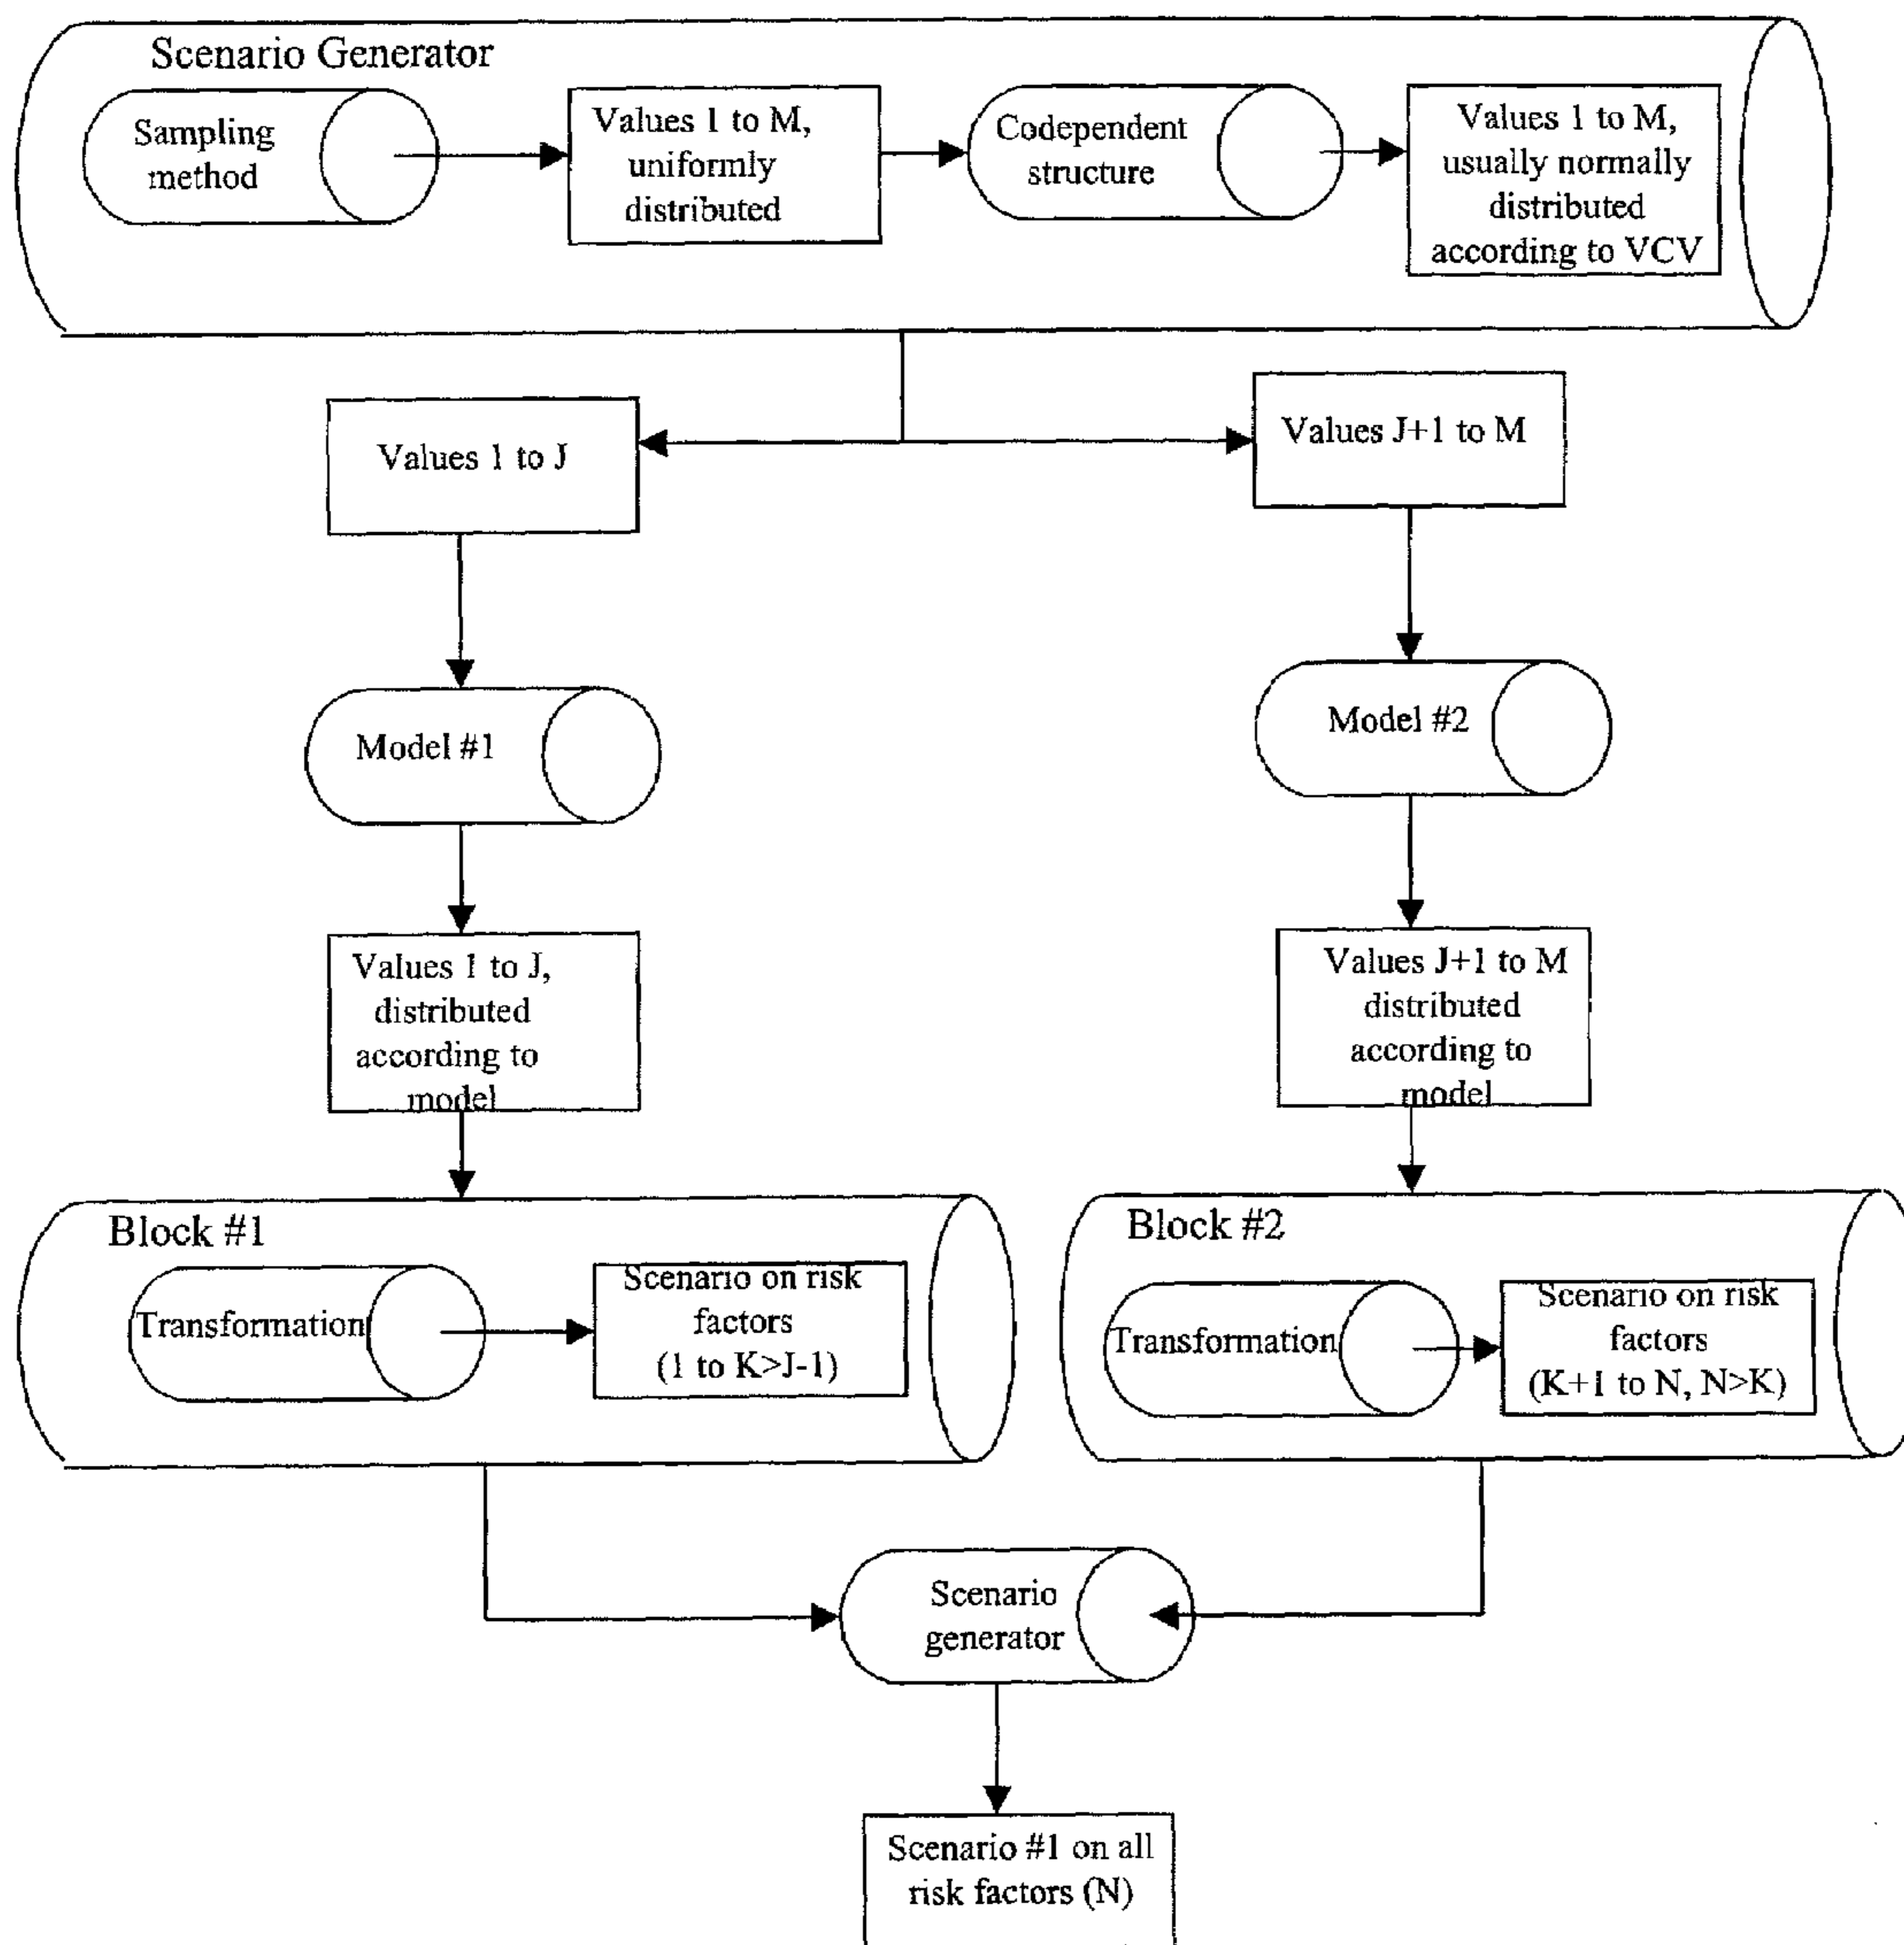 Scenario Generator
Sampling
method
Values 1 to M,
uniformly
distributed
Codependent
structure
Values 1 to M,
usually normally
distributed
according to VCV
Values 1 to J
Values J+1 to M
Model #1
Model #2
Values 1 to J,
distributed
according to
model
Values J+1 to M
distributed
according to
model
Block #1
Transformation
Scenario on risk
factors
(1 to K>J-1)
Block #2
Transformation
Scenario on risk
factors
(K+1 to N, N>K)
Scenario
generator
Scenario #1 on all
risk factors (N)